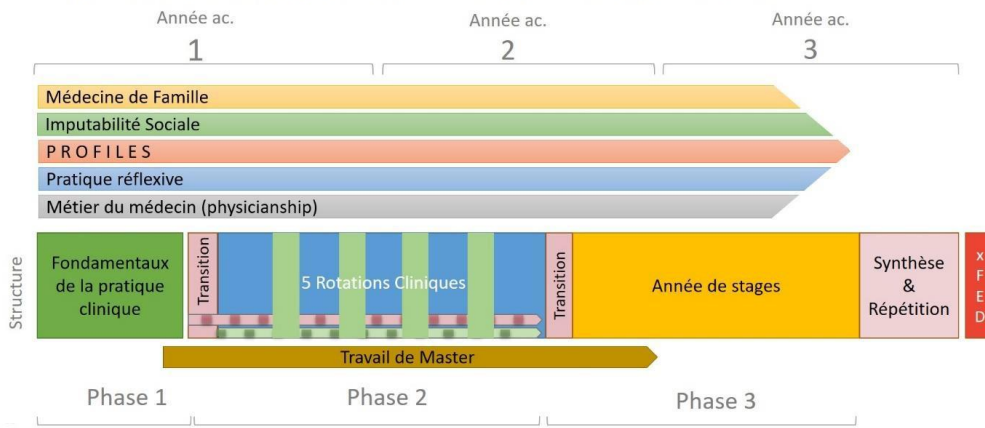 Année ac.
1
Année ac.
2
Année ac.
3
Médecine de Famille
Imputabilité Sociale
P R O F I L E S
Pratique réflexive
Métier du médecin (physicianship)
Structure
Fondamentaux
de la pratique
clinique
Transition
5 Rotations Cliniques
Transition
Année de stages
Synthèse
&
Répétition
x
F
E
D
Travail de Master
Phase 1
Phase 2
Phase 3